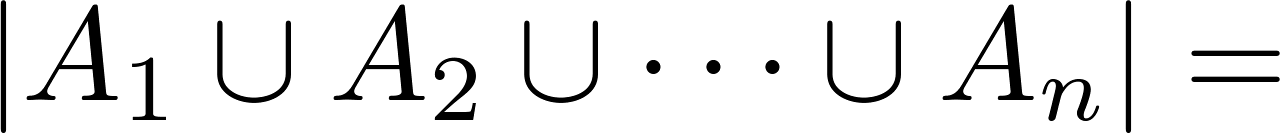 |A₁ ∪ A₂ ∪ ⋯ ∪ Aₙ| =